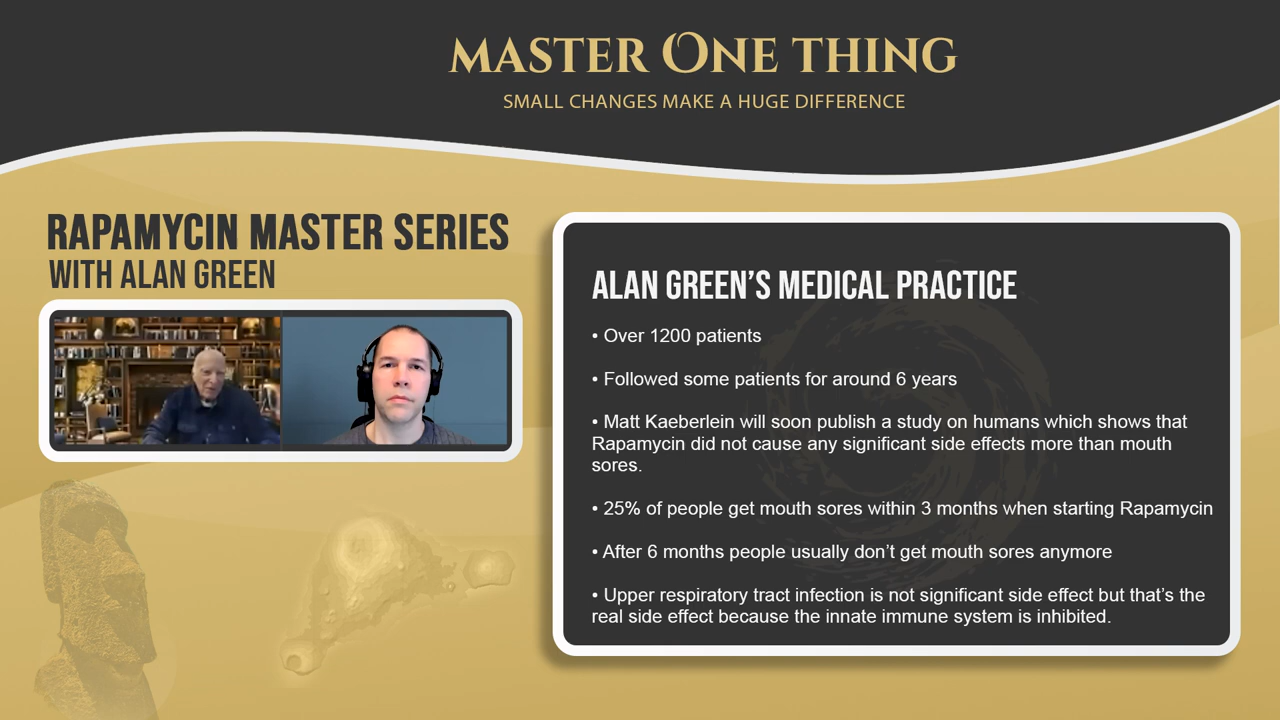 MASTER ONE THING
SMALL CHANGES MAKE A HUGE DIFFERENCE
RAPAMYCIN MASTER SERIES
WITH ALAN GREEN
ALAN GREEN’S MEDICAL PRACTICE
• Over 1200 patients
• Followed some patients for around 6 years
• Matt Kaeberlein will soon publish a study on humans which shows that
Rapamycin did not cause any significant side effects more than mouth
sores.
• 25% of people get mouth sores within 3 months when starting Rapamycin
• After 6 months people usually don’t get mouth sores anymore
• Upper respiratory tract infection is not significant side effect but that’s the
real side effect because the innate immune system is inhibited.